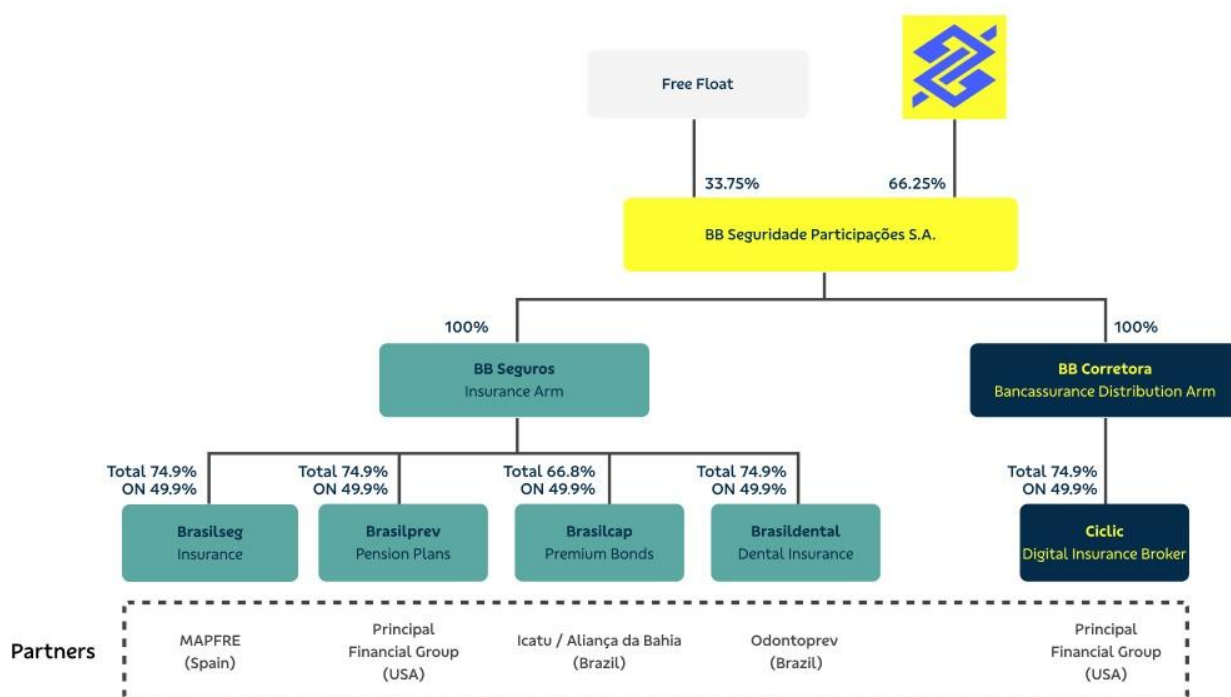 Free Float
33.75%
66.25%
BB Seguridade Participações S.A.
100%
100%
BB Seguros
Insurance Arm
BB Corretora
Bancassurance Distribution Arm
Total 74.9%
ON 49.9%
Total 74.9%
ON 49.9%
Total 66.8%
ON 49.9%
Total 74.9%
ON 49.9%
Total 74.9%
ON 49.9%
Brasilseg
Insurance
Brasilprev
Pension Plans
Brasilcap
Premium Bonds
Brasildental
Dental Insurance
Ciclic
Digital Insurance Broker
Partners
MAPFRE
(Spain)
Principal
Financial Group
(USA)
Icatu / Aliança da Bahia
(Brazil)
Odontoprev
(Brazil)
Principal
Financial Group
(USA)